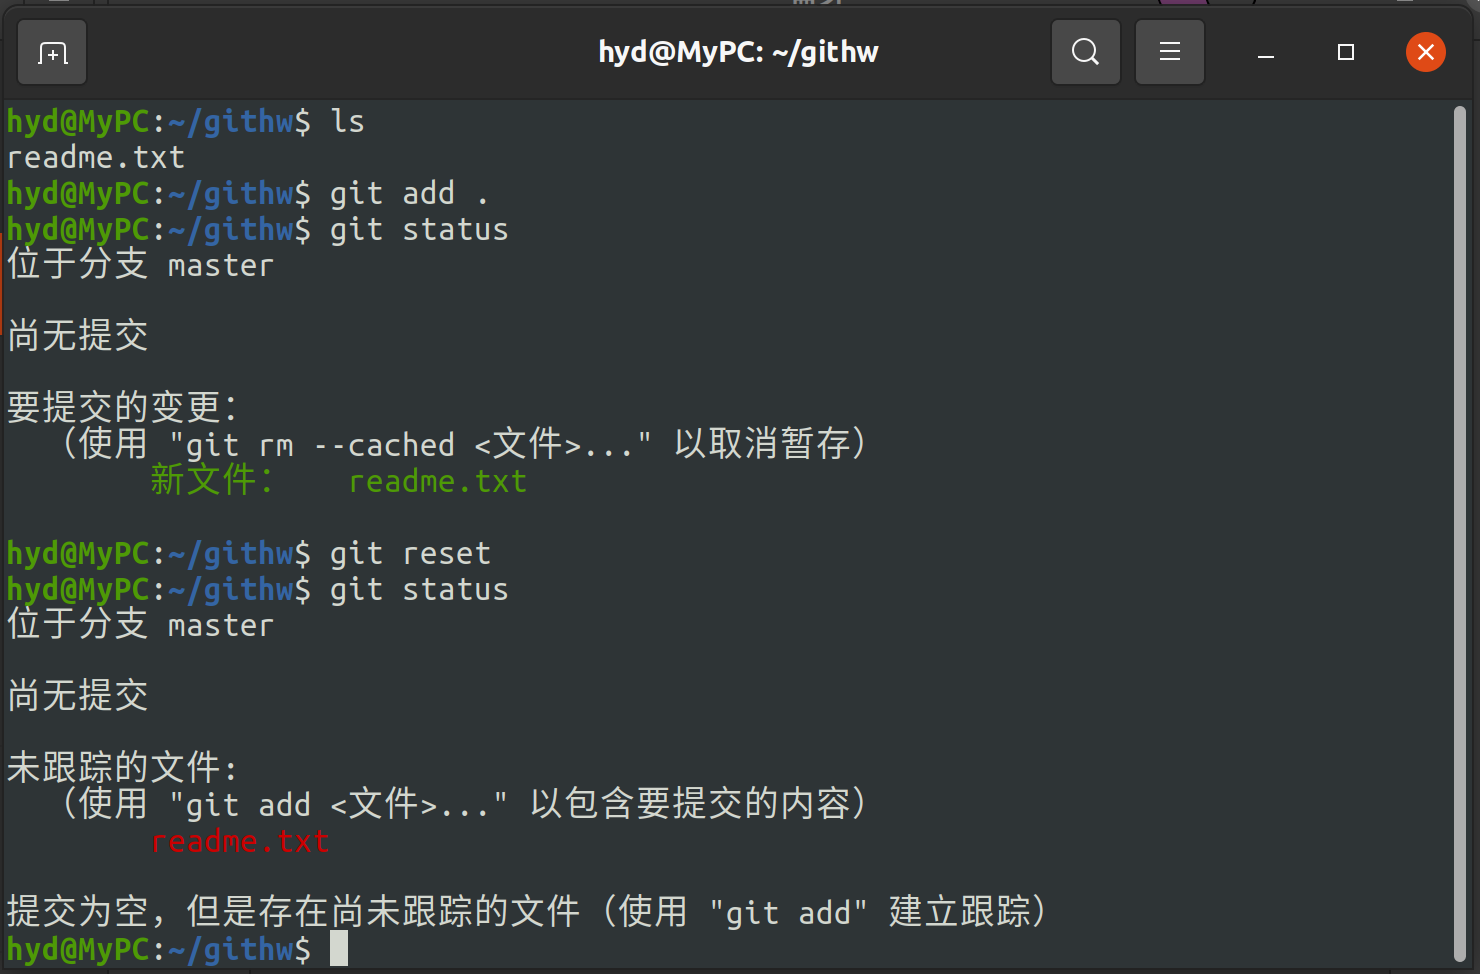 hyd@MyPC: ~/githw
hyd@MyPC:~/githw$ ls
readme.txt
hyd@MyPC:~/githw$ git add .
hyd@MyPC:~/githw$ git status
位于分支 master
尚无提交
要提交的变更：
（使用 "git rm --cached <文件>..." 以取消暂存）
新文件：   readme.txt
hyd@MyPC:~/githw$ git reset
hyd@MyPC:~/githw$ git status
位于分支 master
尚无提交
未跟踪的文件:
（使用 "git add <文件>..." 以包含要提交的内容）
readme.txt
提交为空，但是存在尚未跟踪的文件（使用 "git add" 建立跟踪）
hyd@MyPC:~/githw$